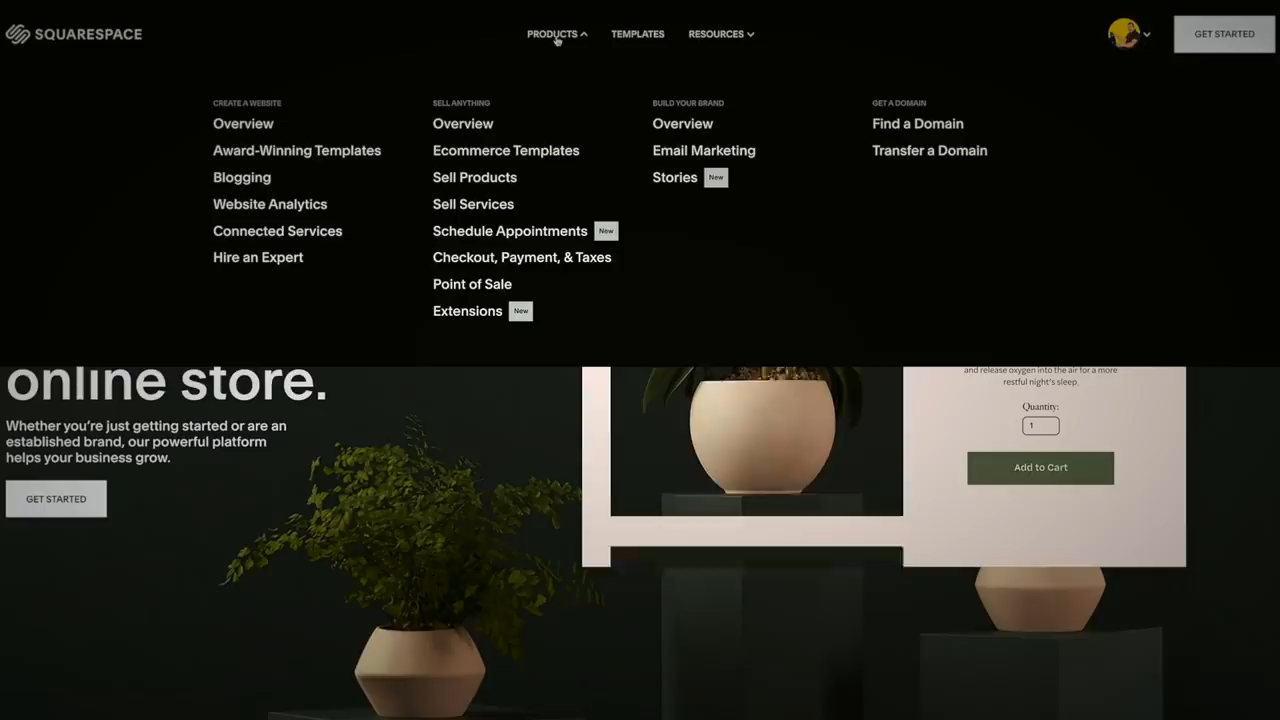 SQUARESPACE
PRODUCTS
TEMPLATES
RESOURCES
GET STARTED
CREATE A WEBSITE
Overview
Award-Winning Templates
Blogging
Website Analytics
Connected Services
Hire an Expert
SELL ANYTHING
Overview
Ecommerce Templates
Sell Products
Sell Services
Schedule Appointments New
Checkout, Payment, & Taxes
Point of Sale
Extensions New
BUILD YOUR BRAND
Overview
Email Marketing
Stories New
GET A DOMAIN
Find a Domain
Transfer a Domain
online store.
Whether you're just getting started or are an
established brand, our powerful platform
helps your business grow.
GET STARTED
and release oxygen into the air for a more
restful night's sleep.
Quantity:
1
Add to Cart